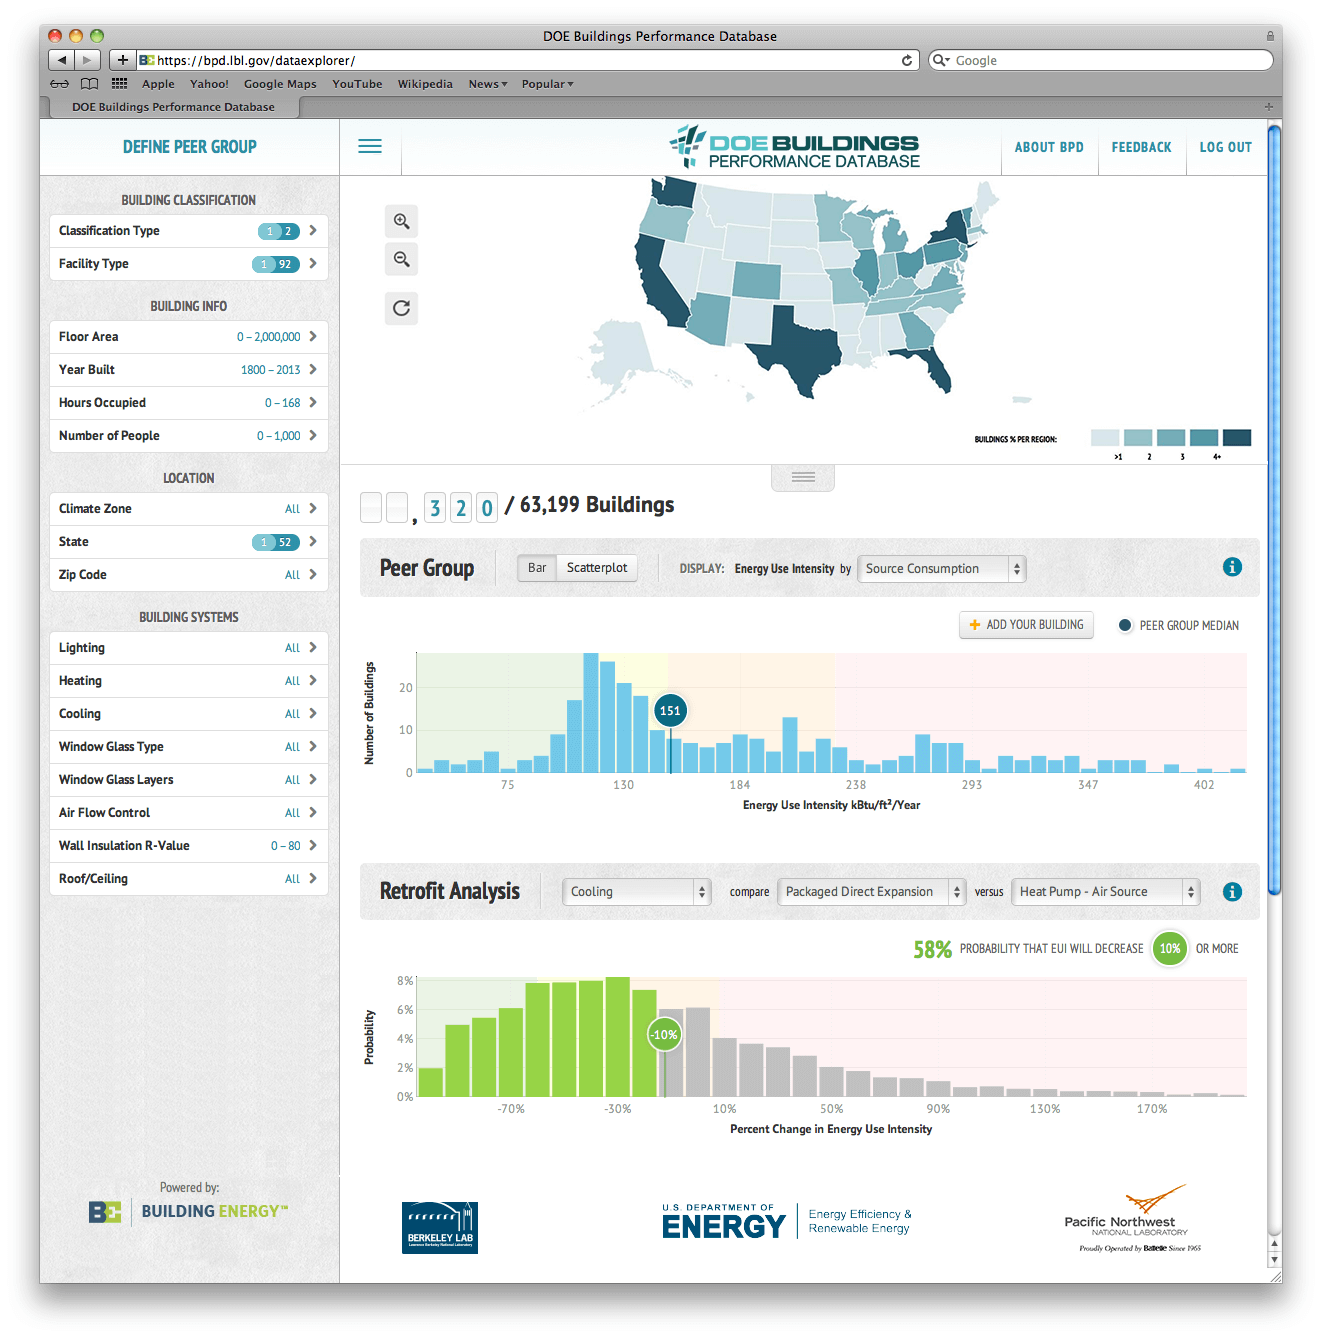 DOE Buildings Performance Database
https://bpd.lbl.gov/dataexplorer/
Google
Apple Yahoo! Google Maps YouTube Wikipedia News Popular
DOE Buildings Performance Database
DEFINE PEER GROUP
DOE BUILDINGS
PERFORMANCE DATABASE
ABOUT BPD
FEEDBACK
LOG OUT
BUILDING CLASSIFICATION
Classification Type 1 2
Facility Type 1 92
BUILDING INFO
Floor Area 0 – 2,000,000
Year Built 1800 – 2013
Hours Occupied 0 – 168
Number of People 0 – 1,000
LOCATION
Climate Zone All
State 1 52
Zip Code All
BUILDING SYSTEMS
Lighting All
Heating All
Cooling All
Window Glass Type All
Window Glass Layers All
Air Flow Control All
Wall Insulation R-Value 0 – 80
Roof/Ceiling All
Powered by:
BE BUILDING ENERGY™
BUILDINGS % PER REGION:
>1 2 3 4+
, 3 2 0 / 63,199 Buildings
Peer Group
Bar Scatterplot
DISPLAY: Energy Use Intensity by Source Consumption
i
+ ADD YOUR BUILDING
PEER GROUP MEDIAN
Number of Buildings
20
10
0
151
75 130 184 238 293 347 402
Energy Use Intensity kBtu/ft²/Year
Retrofit Analysis
Cooling compare Packaged Direct Expansion versus Heat Pump - Air Source
i
58% PROBABILITY THAT EUI WILL DECREASE 10% OR MORE
Probability
8%
6%
4%
2%
0%
-10%
-70% -30% 10% 50% 90% 130% 170%
Percent Change in Energy Use Intensity
BERKELEY LAB
Lawrence Berkeley National Laboratory
U.S. DEPARTMENT OF
ENERGY
Energy Efficiency &
Renewable Energy
Pacific Northwest
NATIONAL LABORATORY
Proudly Operated by Battelle Since 1965